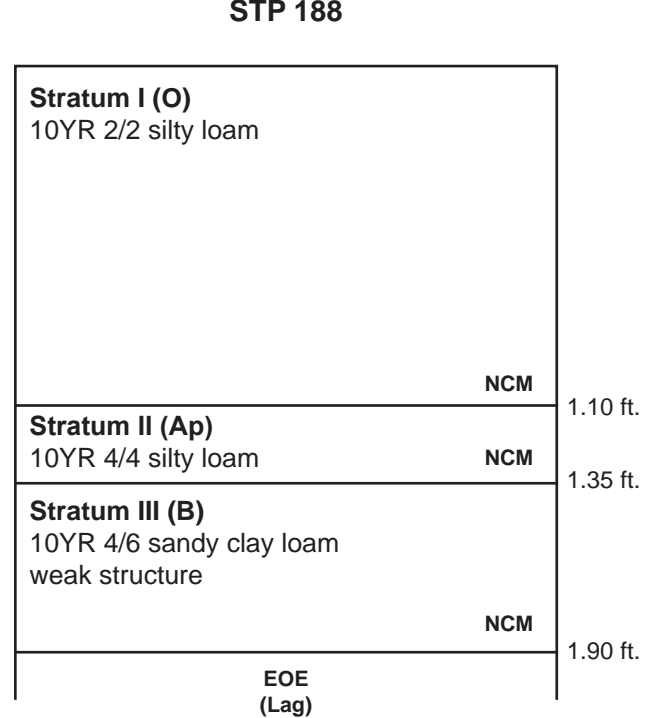 STP 188
Stratum I (O)
10YR 2/2 silty loam
NCM
1.10 ft.
Stratum II (Ap)
10YR 4/4 silty loam
NCM
1.35 ft.
Stratum III (B)
10YR 4/6 sandy clay loam
weak structure
NCM
1.90 ft.
EOE
(Lag)